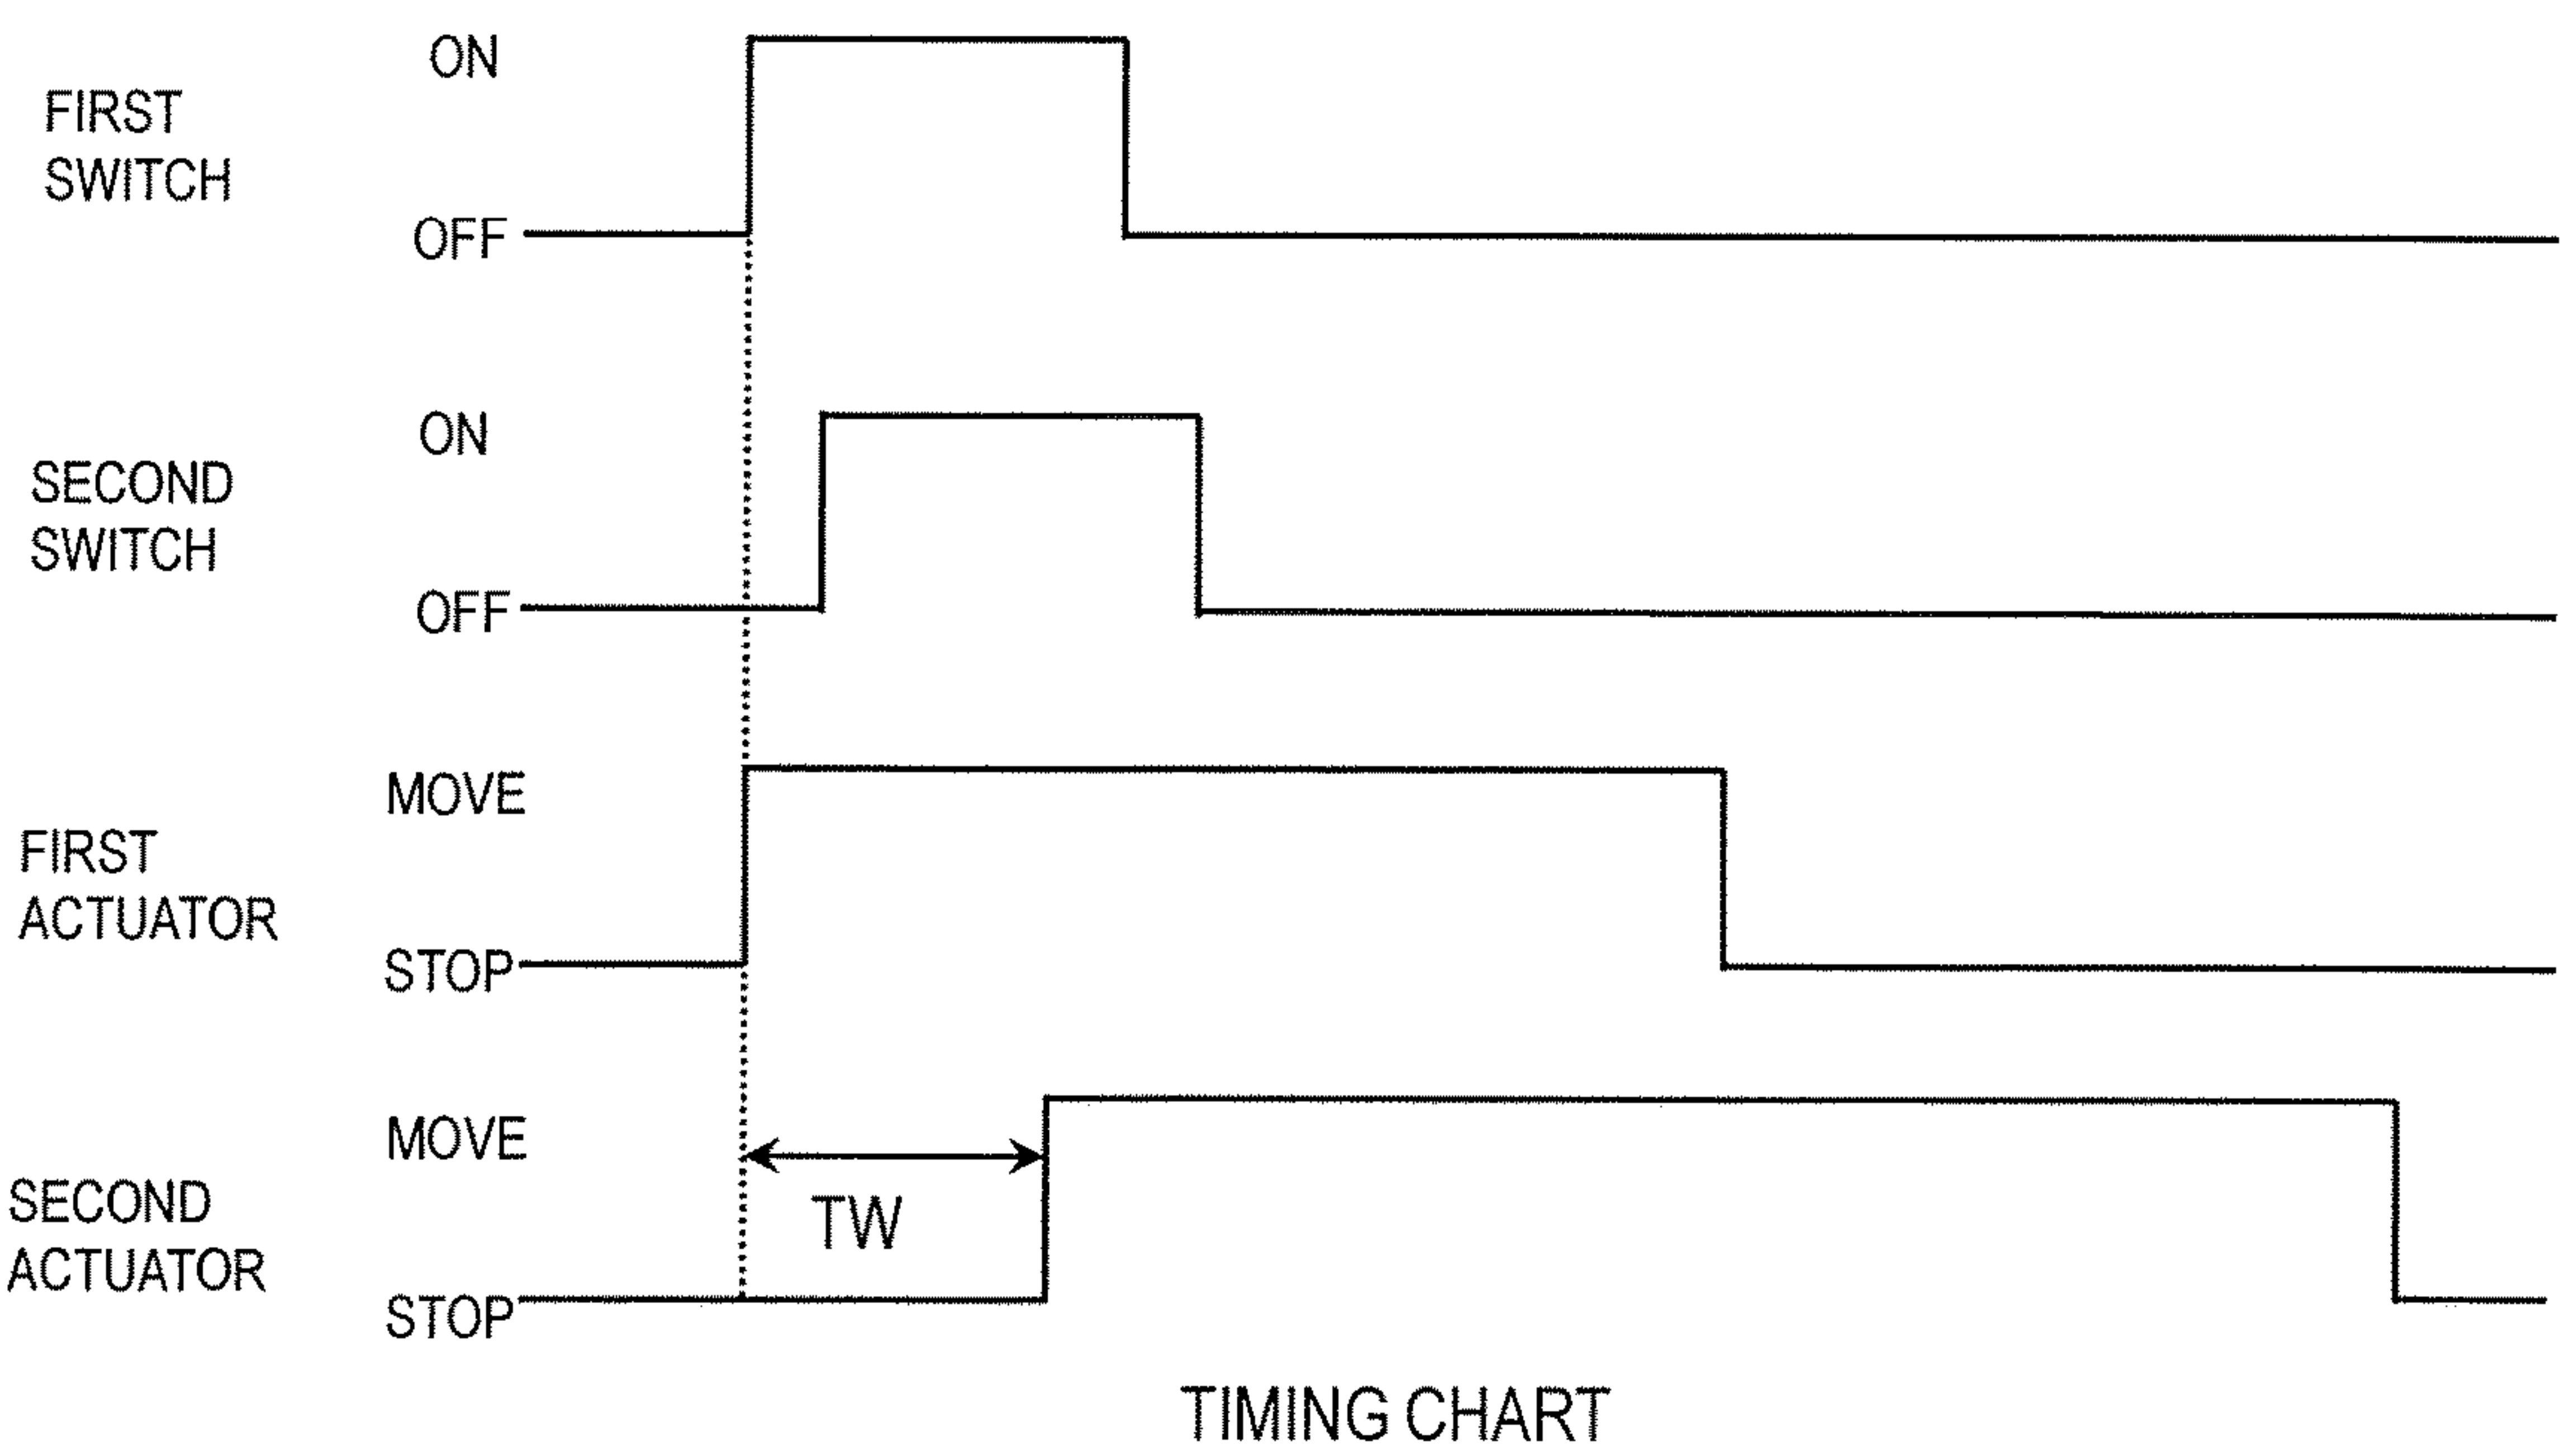 ON
FIRST
SWITCH
OFF
ON
SECOND
SWITCH
OFF
MOVE
FIRST
ACTUATOR
STOP
MOVE
TW
SECOND
ACTUATOR
STOP
TIMING CHART